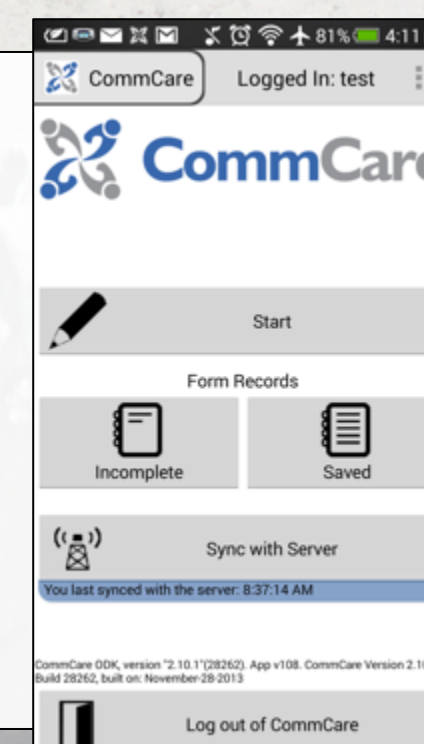 81% 4:11
CommCare Logged In: test
CommCare
Start
Form Records
Incomplete Saved
Sync with Server
You last synced with the server: 8:37:14 AM
CommCare ODK, version "2.10.1"(28262). App v108. CommCare Version 2.10
Build 28262, built on: November-28-2013
Log out of CommCare